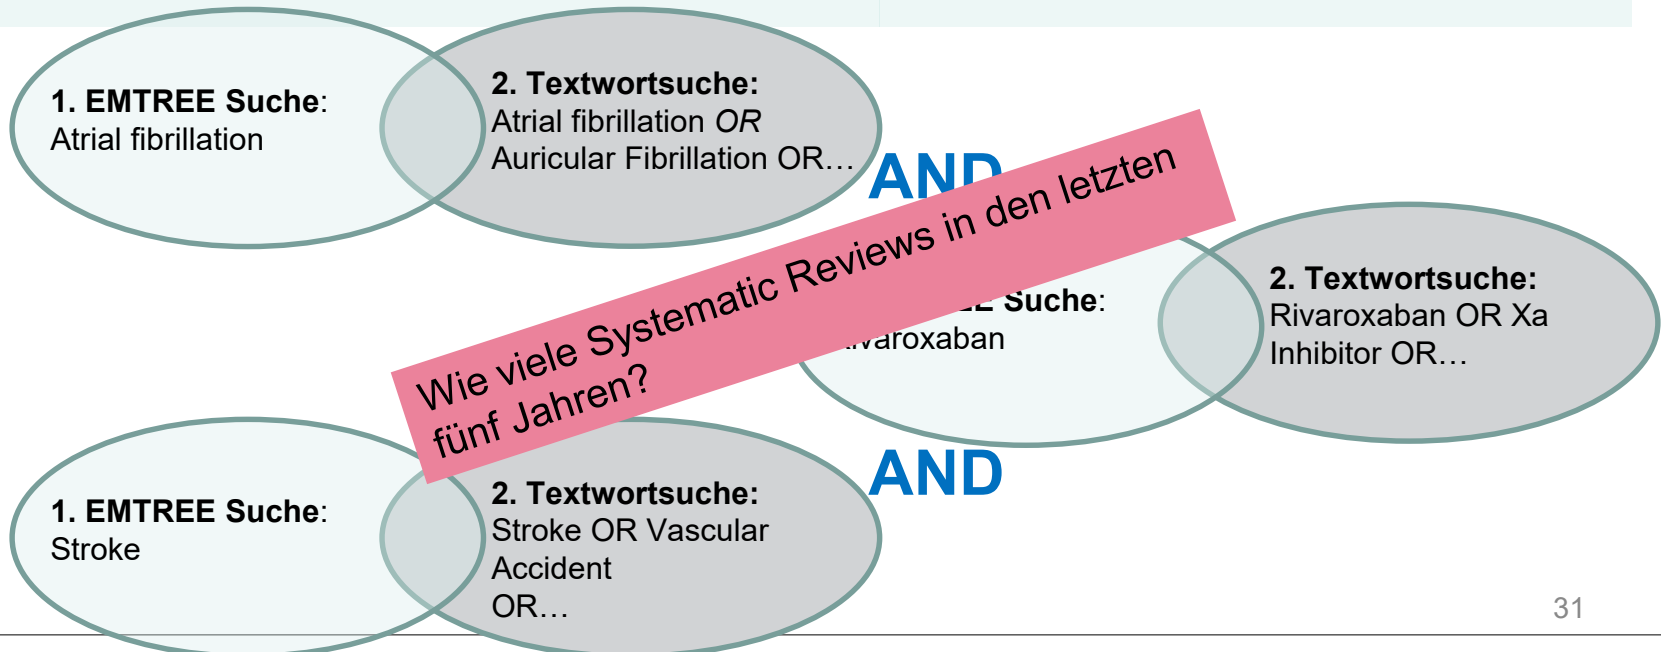 1. EMTREE Suche:
Atrial fibrillation
2. Textwortsuche:
Atrial fibrillation OR
Auricular Fibrillation OR…
AND
Wie viele Systematic Reviews in den letzten
fünf Jahren?
Suche:
2. Textwortsuche:
Rivaroxaban OR Xa
Inhibitor OR…
AND
1. EMTREE Suche:
Stroke
2. Textwortsuche:
Stroke OR Vascular
Accident
OR…
31